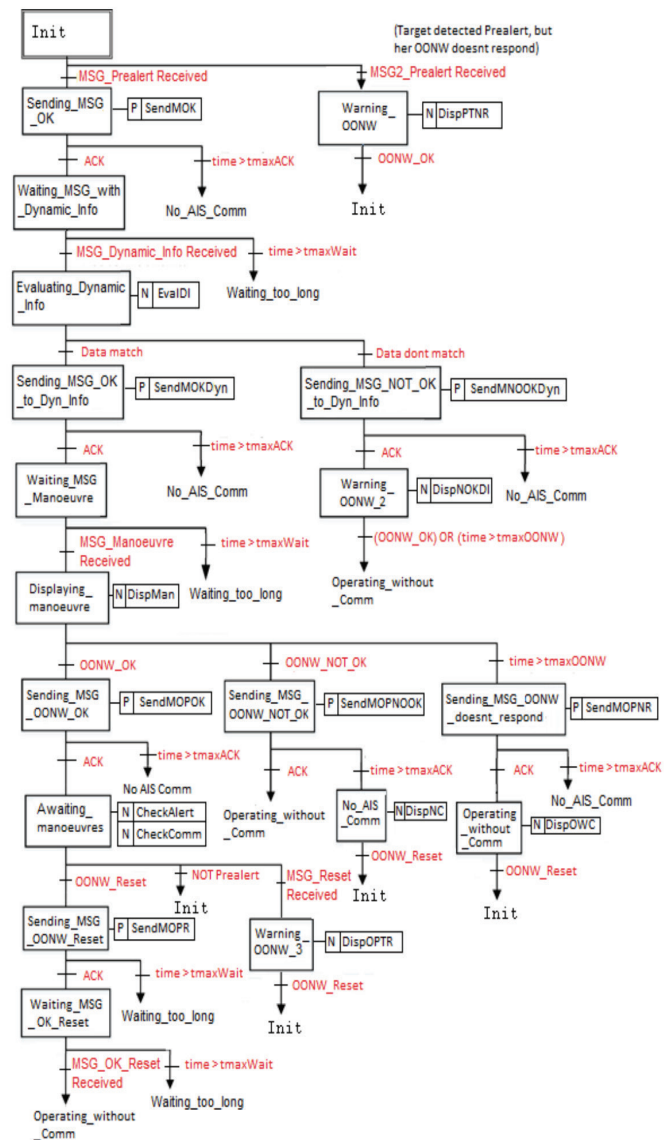 Init
(Target detected Prealert, but
her OONW doesnt respond)
MSG_Prealert Received
MSG2_Prealert Received
Sending_MSG
_OK
P SendMOK
Warning_
OONW
N DispPTNR
ACK
time>tmaxACK
OONW_OK
Waiting_MSG_with
_Dynamic_Info
No_AIS_Comm
Init
MSG_Dynamic_Info Received
time>tmaxWait
Evaluating_Dynamic
_Info
N EvalDI
Waiting_too_long
Data match
Data dont match
Sending_MSG_OK
_to_Dyn_Info
P SendMOKDyn
Sending_MSG_NOT_OK
_to_Dyn_Info
P SendMNOOKDyn
ACK
time>tmaxACK
ACK
time>tmaxACK
Waiting_MSG
_Manoeuvre
No_AIS_Comm
Warning_
OONW_2
N DispNOKDI
No_AIS_Comm
MSG_Manoeuvre
Received
time>tmaxWait
(OONW_OK) OR (time>tmaxOONW)
Displaying_
manoeuvre
N DispMan
Waiting_too_long
Operating_without
_Comm
OONW_OK
OONW_NOT_OK
time>tmaxOONW
Sending_MSG
_OONW_OK
P SendMOPOK
Sending_MSG_
OONW_NOT_OK
P SendMOPNOOK
Sending_MSG_OONW
_doesnt_respond
P SendMOPNR
ACK
time>tmaxACK
ACK
time>tmaxACK
ACK
time>tmaxACK
No AIS Comm
Awaiting_
manoeuvres
N CheckAlert
N CheckComm
Operating_without
_Comm
No_AIS
_Comm
N DispNC
Operating
_without_
Comm
N DispOWC
No_AIS_Comm
OONW_Reset
NOT Prealert
MSG_Reset
Received
OONW_Reset
OONW_Reset
Init
Init
Init
Sending_MSG
_OONW_Reset
P SendMOPR
Warning_
OONW_3
N DispOPTR
ACK
time>tmaxWait
OONW_Reset
Waiting_MSG
_OK_Reset
Waiting_too_long
Init
MSG_OK_Reset
Received
time>tmaxWait
Operating_without
_Comm
Waiting_too_long